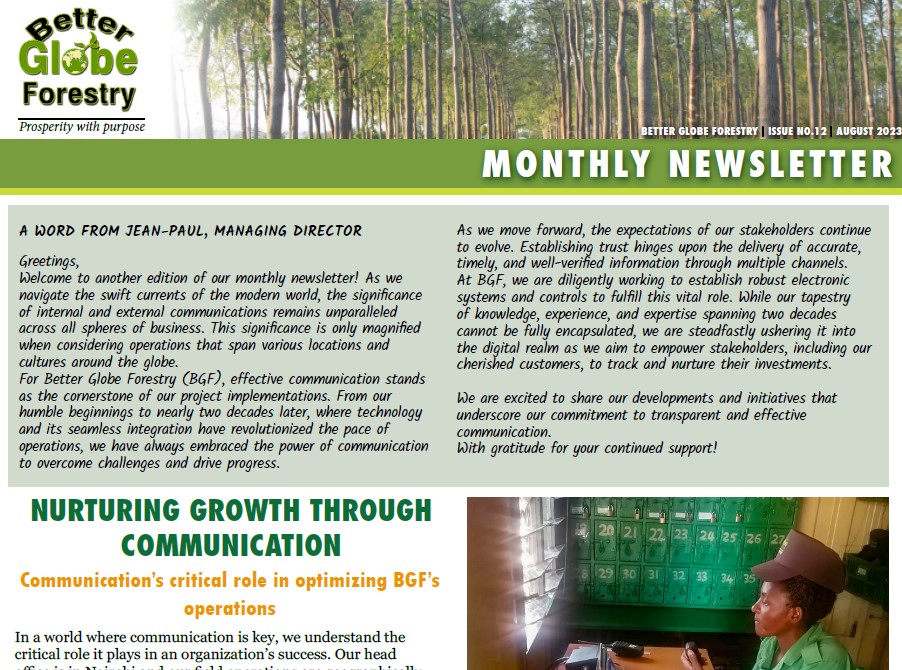 Better
Globe
Forestry
Prosperity with purpose
BETTER GLOBE FORESTRY | ISSUE NO.12 | AUGUST 2023
MONTHLY NEWSLETTER
A WORD FROM JEAN-PAUL, MANAGING DIRECTOR
Greetings,
Welcome to another edition of our monthly newsletter! As we
navigate the swift currents of the modern world, the significance
of internal and external communications remains unparalleled
across all spheres of business. This significance is only magnified
when considering operations that span various locations and
cultures around the globe.
For Better Globe Forestry (BGF), effective communication stands
as the cornerstone of our project implementations. From our
humble beginnings to nearly two decades later, where technology
and its seamless integration have revolutionized the pace of
operations, we have always embraced the power of communication
to overcome challenges and drive progress.
As we move forward, the expectations of our stakeholders continue
to evolve. Establishing trust hinges upon the delivery of accurate,
timely, and well-verified information through multiple channels.
At BGF, we are diligently working to establish robust electronic
systems and controls to fulfill this vital role. While our tapestry
of knowledge, experience, and expertise spanning two decades
cannot be fully encapsulated, we are steadfastly ushering it into
the digital realm as we aim to empower stakeholders, including our
cherished customers, to track and nurture their investments.
We are excited to share our developments and initiatives that
underscore our commitment to transparent and effective
communication.
With gratitude for your continued support!
NURTURING GROWTH THROUGH
COMMUNICATION
Communication's critical role in optimizing BGF's
operations
In a world where communication is key, we understand the
critical role it plays in an organization's success. Our head
20 21 22 23 24 25 26 27
29 30 31 32 33 34 35